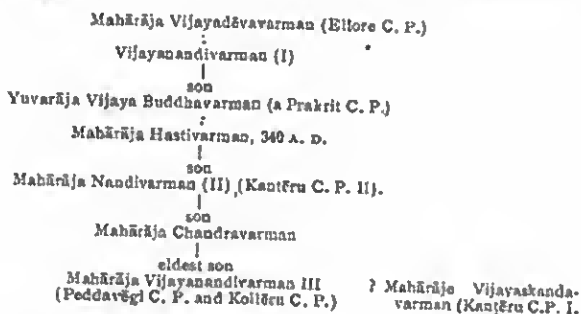 Mahārāja Vijayadēvavarman (Ellore C. P.)
Vijayanandivarman (I)
son
Yuvarāja Vijaya Buddhavarman (a Prakrit C. P.)
Mahārāja Hastivarman, 340 A. D.
son
Mahārāja Nandivarman (II) (Kantēru C. P. II).
son
Mahārāja Chandravarman
eldest son
Mahārāja Vijayanandivarman III
(Peddavēgi C. P. and Kollēru C. P.)
? Mahārāja Vijayaskanda-
varman (Kantēru C.P. I.